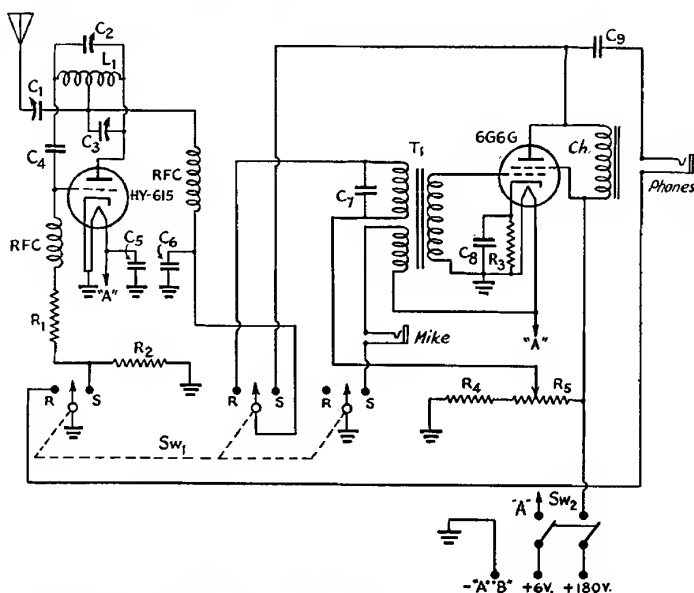 C2
L1
C1
C3
C4
HY-615
RFC
RFC
"A"
C5
C6
R1
R2
R
S
Sw1
R
S
R
S
T1
C7
Mike
6G6G
C8
R3
"A"
Ch.
C9
Phones
R4
R5
"A"
Sw2
-"A""B"
+6V.
+180V.